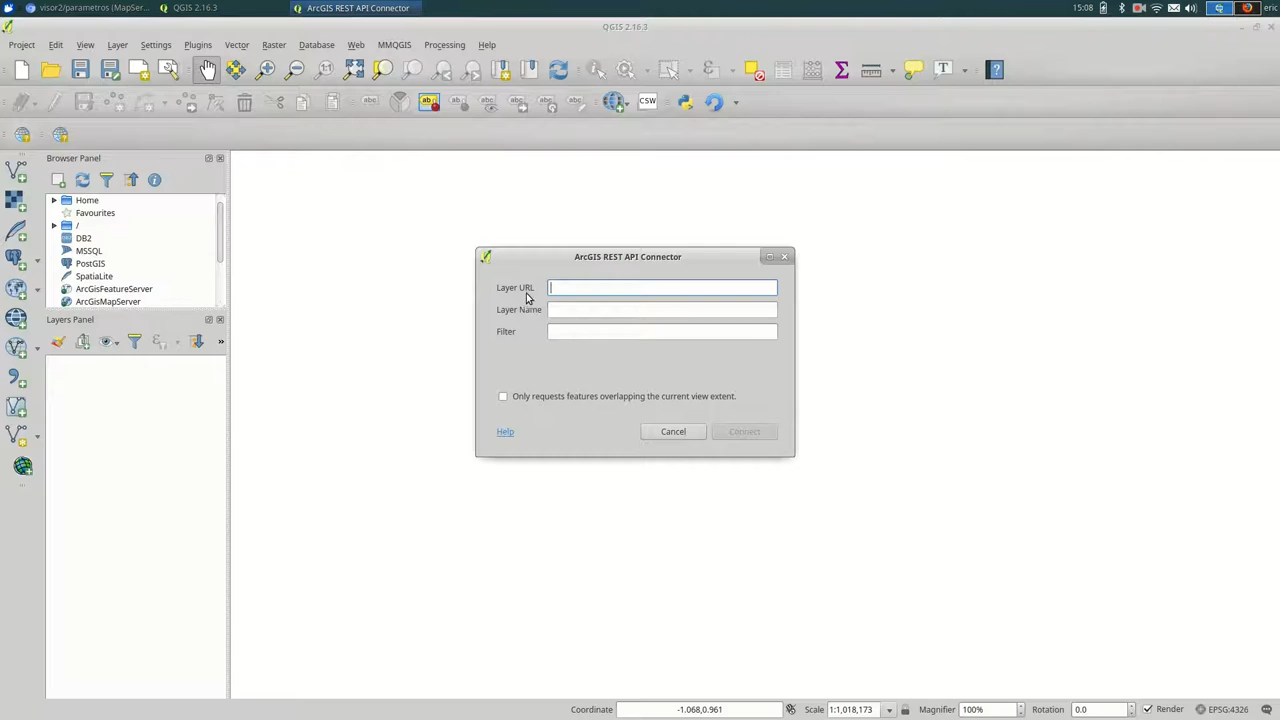 visor2/parametros (MapSer... QGIS 2.16.3 ArcGIS REST API Connector 15:08 eric
QGIS 2.16.3
Project Edit View Layer Settings Plugins Vector Raster Database Web MMQGIS Processing Help
CSW
Browser Panel
Home
Favourites
/
DB2
MSSQL
PostGIS
SpatiaLite
ArcGisFeatureServer
ArcGisMapServer
Layers Panel
»
ArcGIS REST API Connector
Layer URL
Layer Name
Filter
Only requests features overlapping the current view extent.
Help Cancel Connect
Coordinate -1.068,0.961 Scale 1:1,018,173 Magnifier 100% Rotation 0.0 Render EPSG:4326